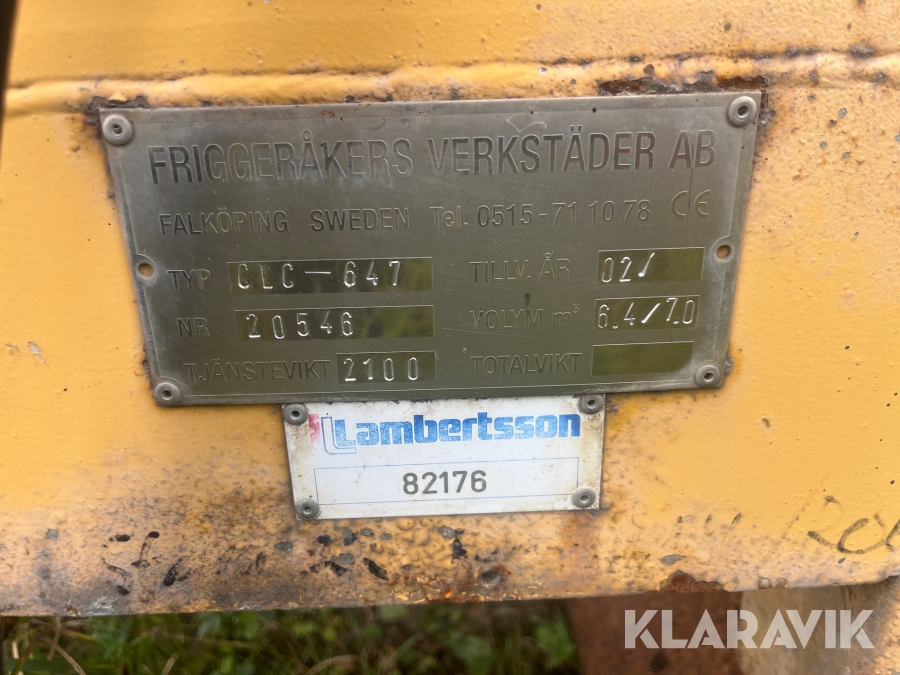 KLARAVIK
FRIGGERÅKERS VERKSTÄDER AB
FALKÖPING SWEDEN Tel. 0515-71 10 78 CE
TYP CLC-647 TILLV. ÅR 02/
NR 20546 VOLYM m³ 6.4/7.0
TJÄNSTEVIKT 2100 TOTALVIKT
Lambertsson
82176
KLARAVIK